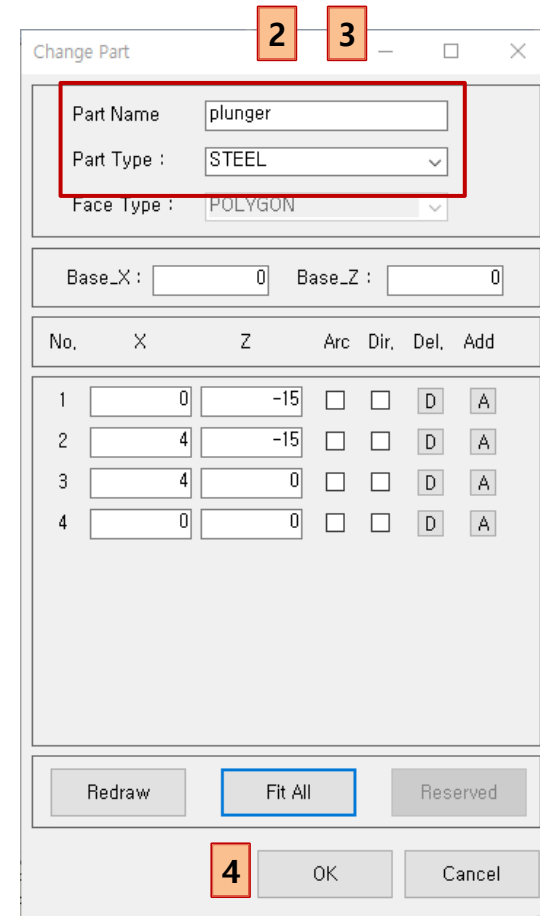 2 3
Change Part
Part Name plunger
Part Type : STEEL
Face Type : POLYGON
Base_X : 0 Base_Z : 0
No. X Z Arc Dir. Del. Add
1 0 -15 D A
2 4 -15 D A
3 4 0 D A
4 0 0 D A
Redraw Fit All Reserved
4 OK Cancel